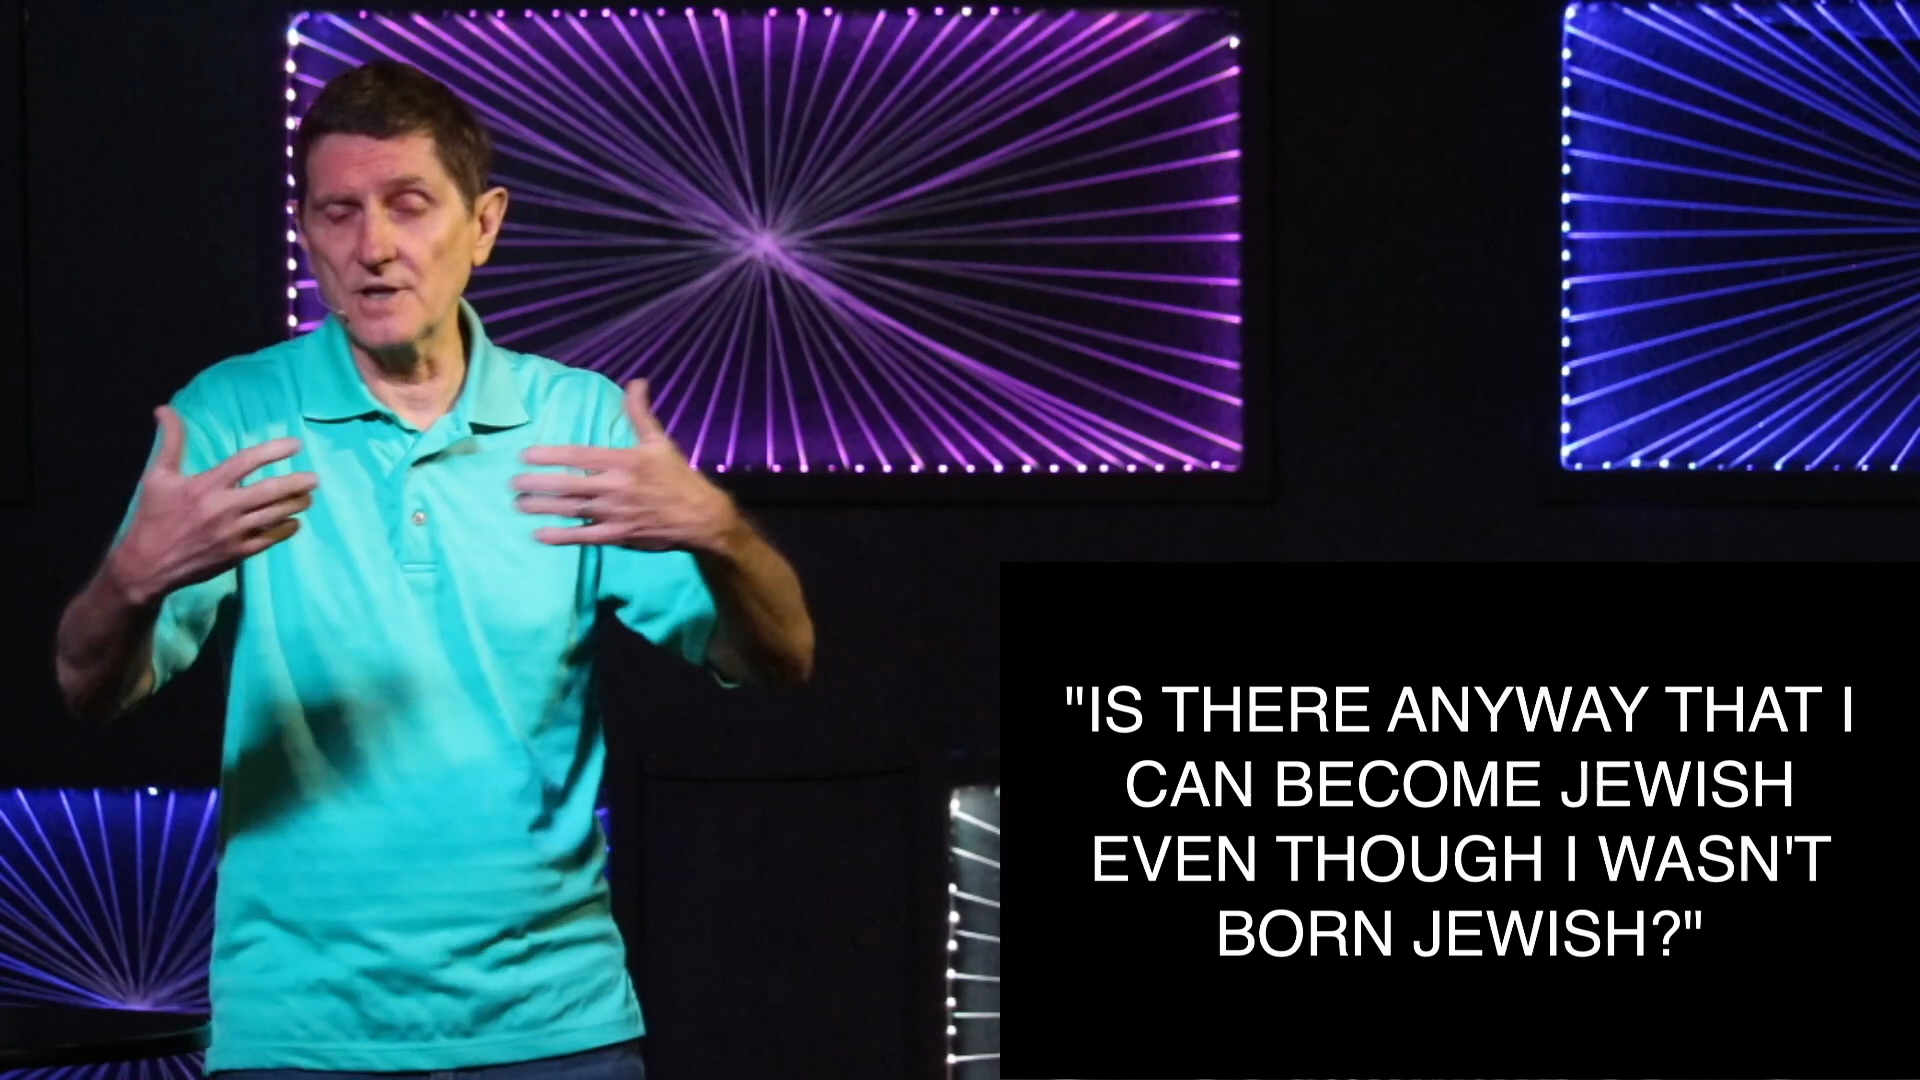 "IS THERE ANYWAY THAT I
CAN BECOME JEWISH
EVEN THOUGH I WASN'T
BORN JEWISH?"